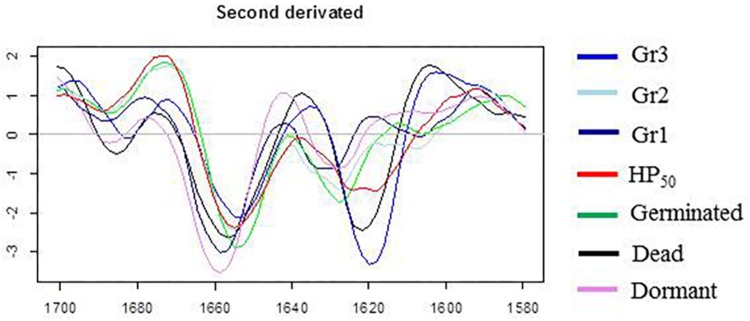 Second derivated
2
1
0
-1
-2
-3
1700 1680 1660 1640 1620 1600 1580
Gr3
Gr2
Gr1
HP50
Germinated
Dead
Dormant